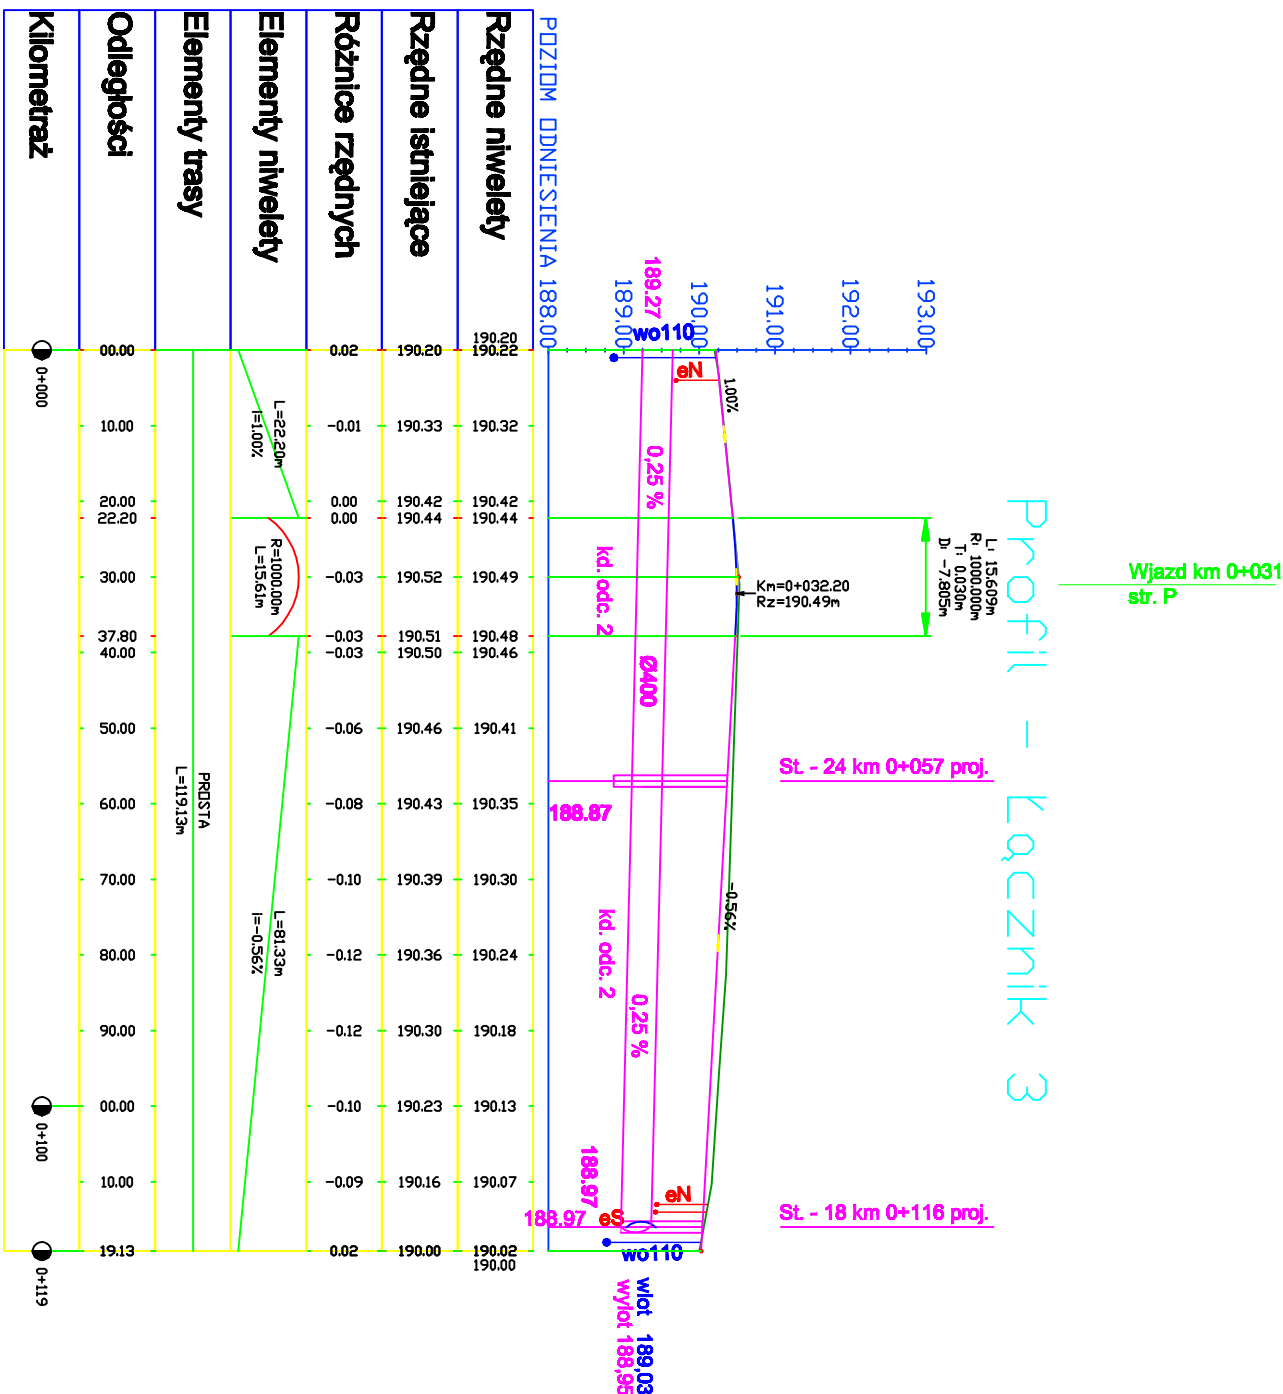 Profil - Łącznik 3
Wjazd km 0+031
str. P
L: 15.609m
R: 1000.000m
T: 0.030m
D: -7.805m
St. - 24 km 0+057 proj.
St. - 18 km 0+116 proj.
193.00
192.00
191.00
190.00
189.00
POZIOM ODNIESIENIA 188.00
189.27
wo110
eN
1.00%
0,25 %
kd. odc. 2
Ø400
Km=0+032.20
Rz=190.49m
188.87
-0.56%
kd. odc. 2
0,25 %
188.97
188.97
eS
eN
wo110
wlot 189,03
wylot 188,95
Rzędne niwelety
190.20
190.22
190.32
190.42
190.44
190.49
190.48
190.46
190.41
190.35
190.30
190.24
190.18
190.13
190.07
190.02
190.00
Rzędne istniejące
190.20
190.33
190.42
190.44
190.52
190.51
190.50
190.46
190.43
190.39
190.36
190.30
190.23
190.16
190.00
Różnice rzędnych
0.02
-0.01
0.00
0.00
-0.03
-0.03
-0.03
-0.06
-0.08
-0.10
-0.12
-0.12
-0.10
-0.09
0.02
Elementy niwelety
L=22.20m
i=1.00%
R=1000.00m
L=15.61m
L=81.33m
i=-0.56%
Elementy trasy
PROSTA
L=119.13m
Odległości
00.00
10.00
20.00
22.20
30.00
37.80
40.00
50.00
60.00
70.00
80.00
90.00
00.00
10.00
19.13
Kilometraż
0+000
0+100
0+119